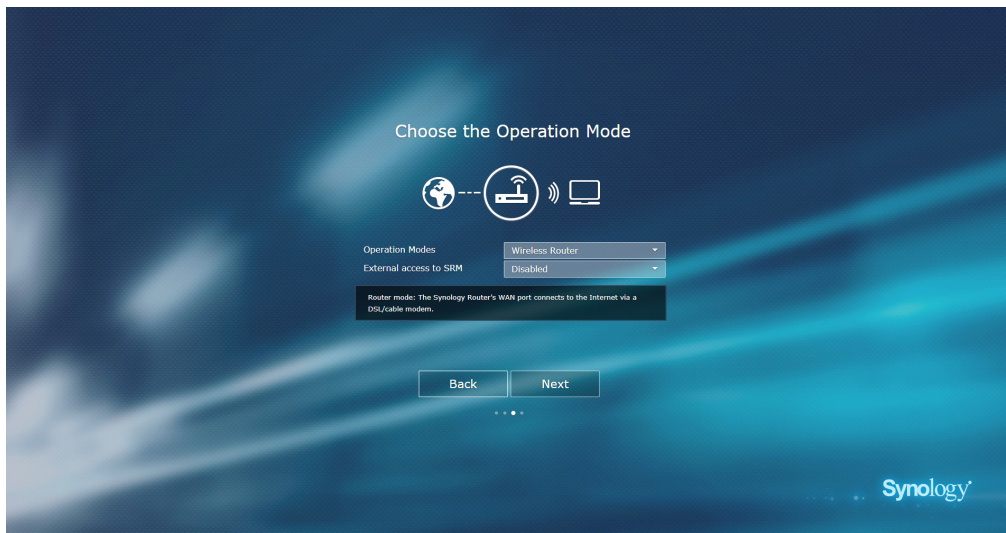 Choose the Operation Mode
Operation Modes Wireless Router
External access to SRM Disabled
Router mode: The Synology Router's WAN port connects to the Internet via a
DSL/cable modem.
Back Next
Synology